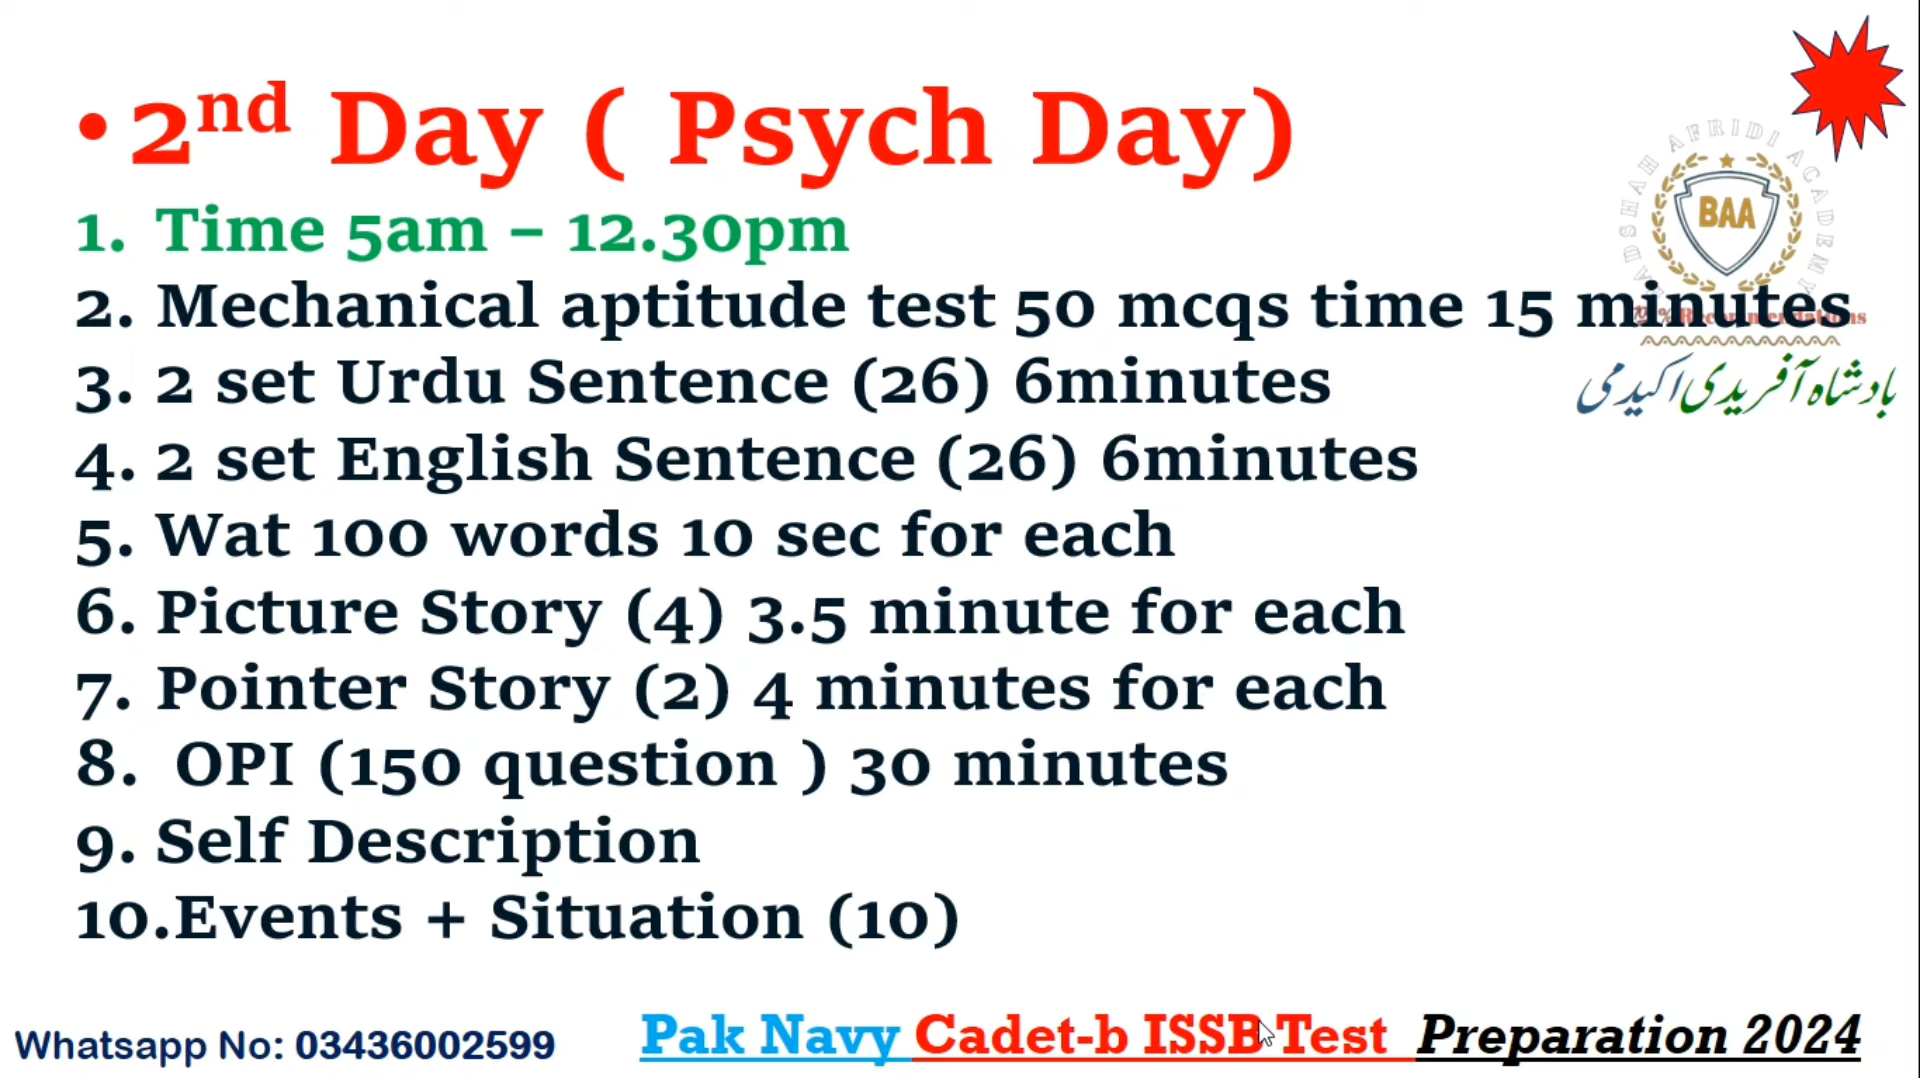 • 2nd Day ( Psych Day)
BADSHAH AFRIDI ACADEMY
BAA
1. Time 5am – 12.30pm
2. Mechanical aptitude test 50 mcqs time 15 minutes
Recommendations
3. 2 set Urdu Sentence (26) 6minutes
بادشاہ آفریدی اکیڈمی
4. 2 set English Sentence (26) 6minutes
5. Wat 100 words 10 sec for each
6. Picture Story (4) 3.5 minute for each
7. Pointer Story (2) 4 minutes for each
8. OPI (150 question ) 30 minutes
9. Self Description
10.Events + Situation (10)
Whatsapp No: 03436002599
Pak Navy Cadet-b ISSB Test Preparation 2024